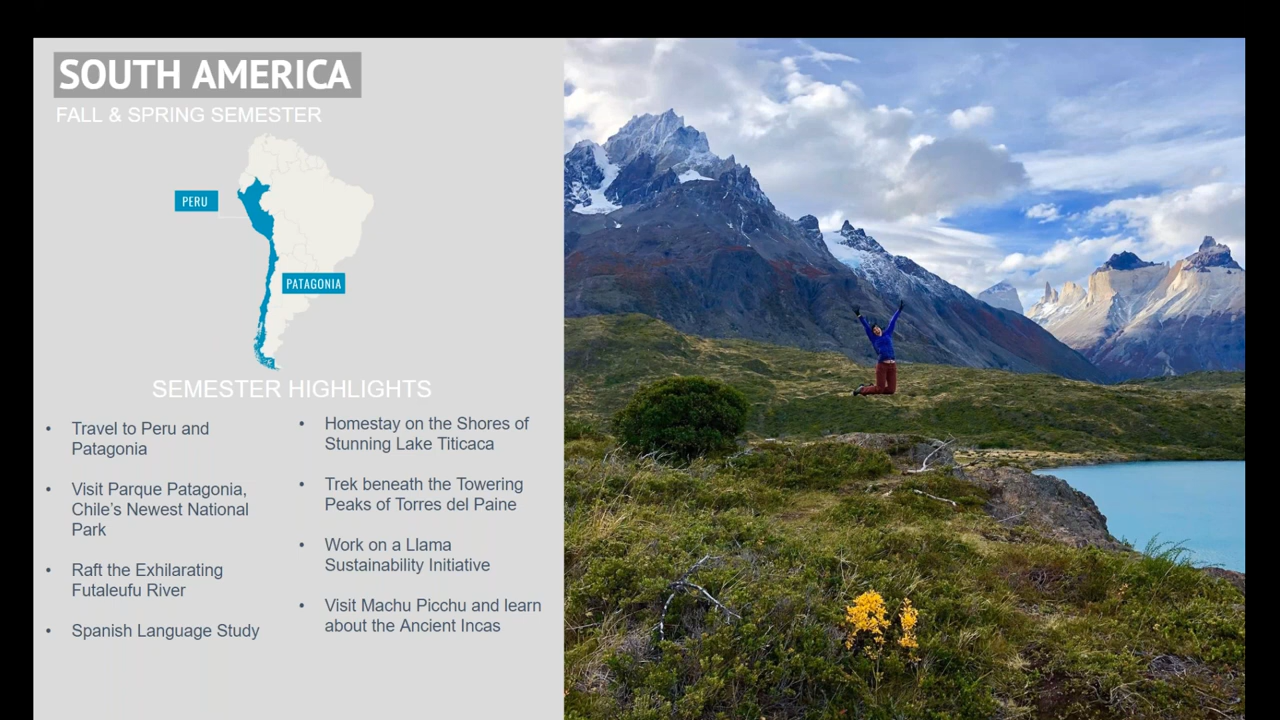 SOUTH AMERICA
FALL & SPRING SEMESTER
PERU
PATAGONIA
SEMESTER HIGHLIGHTS
• Travel to Peru and
Patagonia
• Visit Parque Patagonia,
Chile's Newest National
Park
• Raft the Exhilarating
Futaleufu River
• Spanish Language Study
• Homestay on the Shores of
Stunning Lake Titicaca
• Trek beneath the Towering
Peaks of Torres del Paine
• Work on a Llama
Sustainability Initiative
• Visit Machu Picchu and learn
about the Ancient Incas